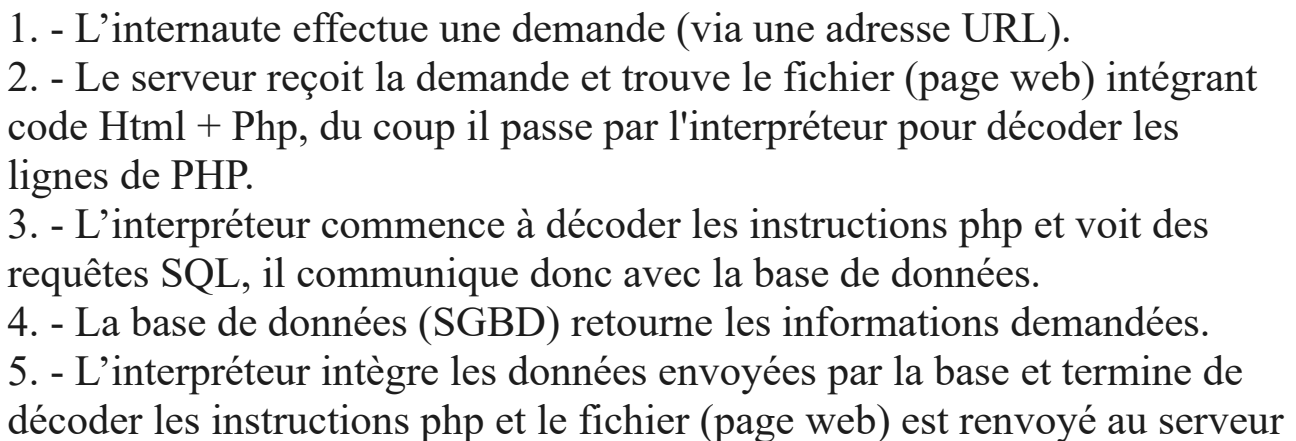 1. - L’internaute effectue une demande (via une adresse URL).
2. - Le serveur reçoit la demande et trouve le fichier (page web) intégrant
code Html + Php, du coup il passe par l'interpréteur pour décoder les
lignes de PHP.
3. - L’interpréteur commence à décoder les instructions php et voit des
requêtes SQL, il communique donc avec la base de données.
4. - La base de données (SGBD) retourne les informations demandées.
5. - L’interpréteur intègre les données envoyées par la base et termine de
décoder les instructions php et le fichier (page web) est renvoyé au serveur